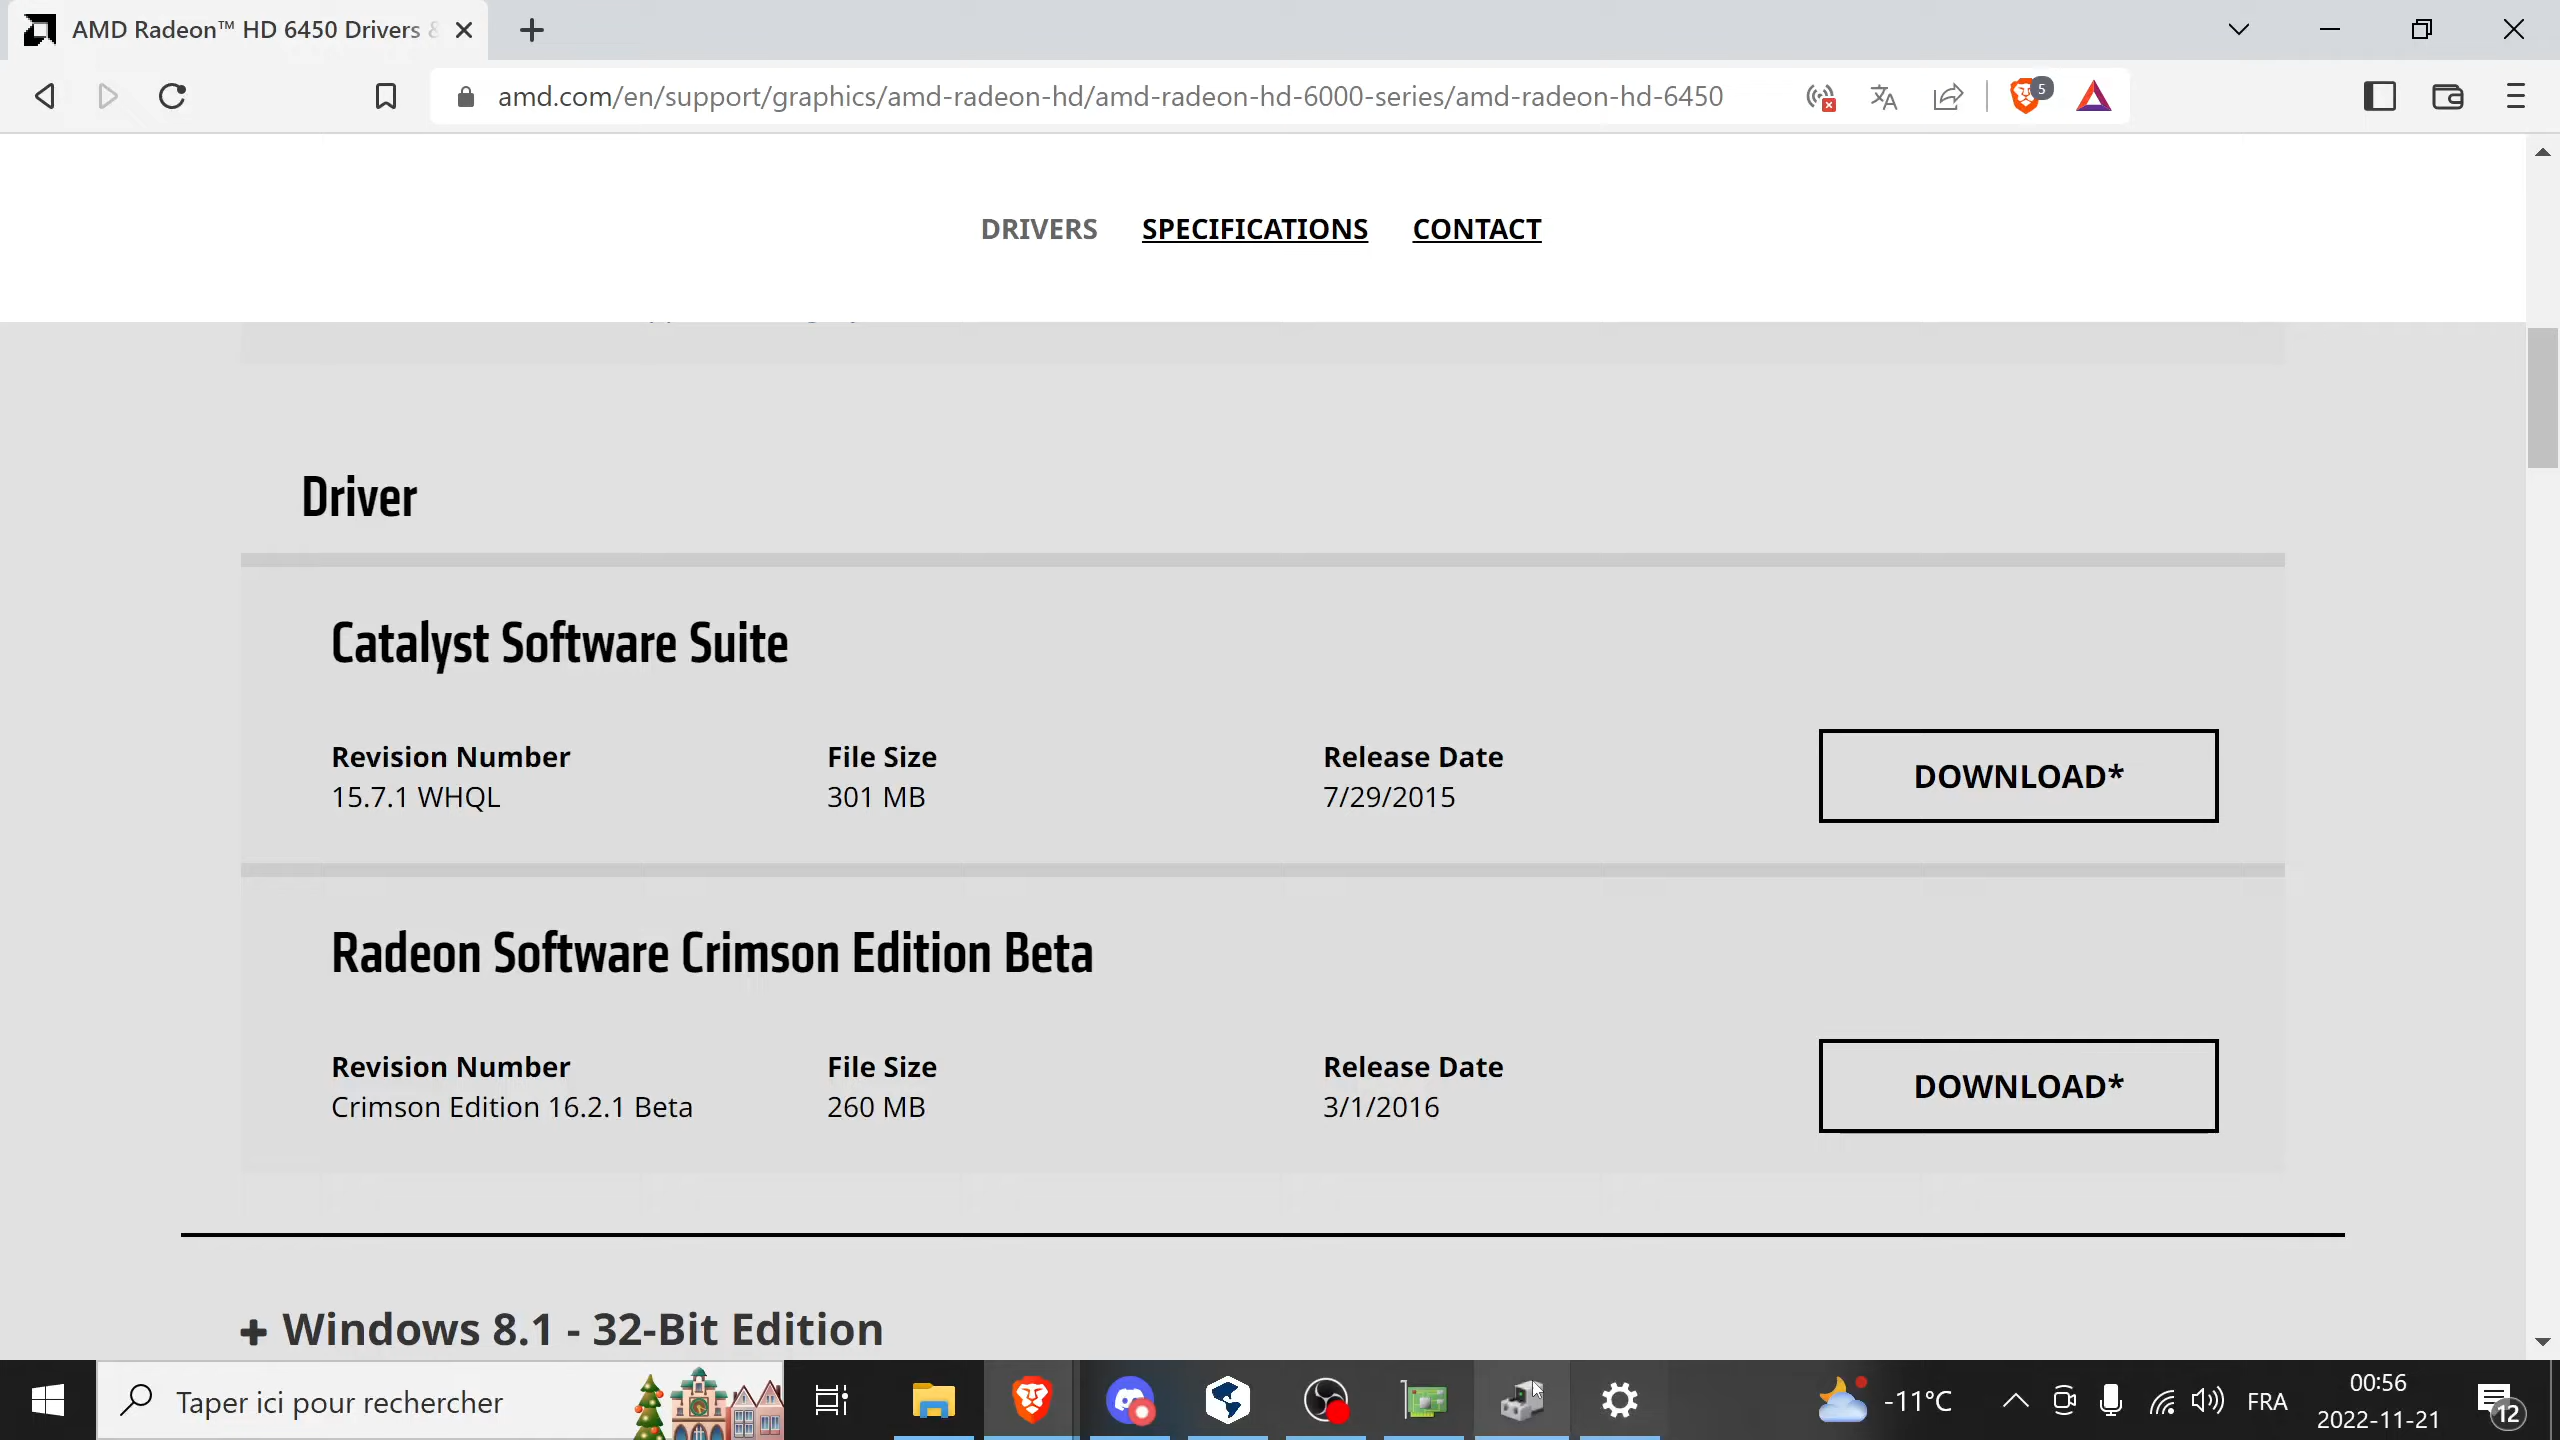 AMD Radeon™ HD 6450 Drivers &
amd.com/en/support/graphics/amd-radeon-hd/amd-radeon-hd-6000-series/amd-radeon-hd-6450
5
DRIVERS SPECIFICATIONS CONTACT
Driver
Catalyst Software Suite
Revision Number File Size Release Date
15.7.1 WHQL 301 MB 7/29/2015
DOWNLOAD*
Radeon Software Crimson Edition Beta
Revision Number File Size Release Date
Crimson Edition 16.2.1 Beta 260 MB 3/1/2016
DOWNLOAD*
+ Windows 8.1 - 32-Bit Edition
Taper ici pour rechercher
-11°C
FRA
00:56
2022-11-21
12